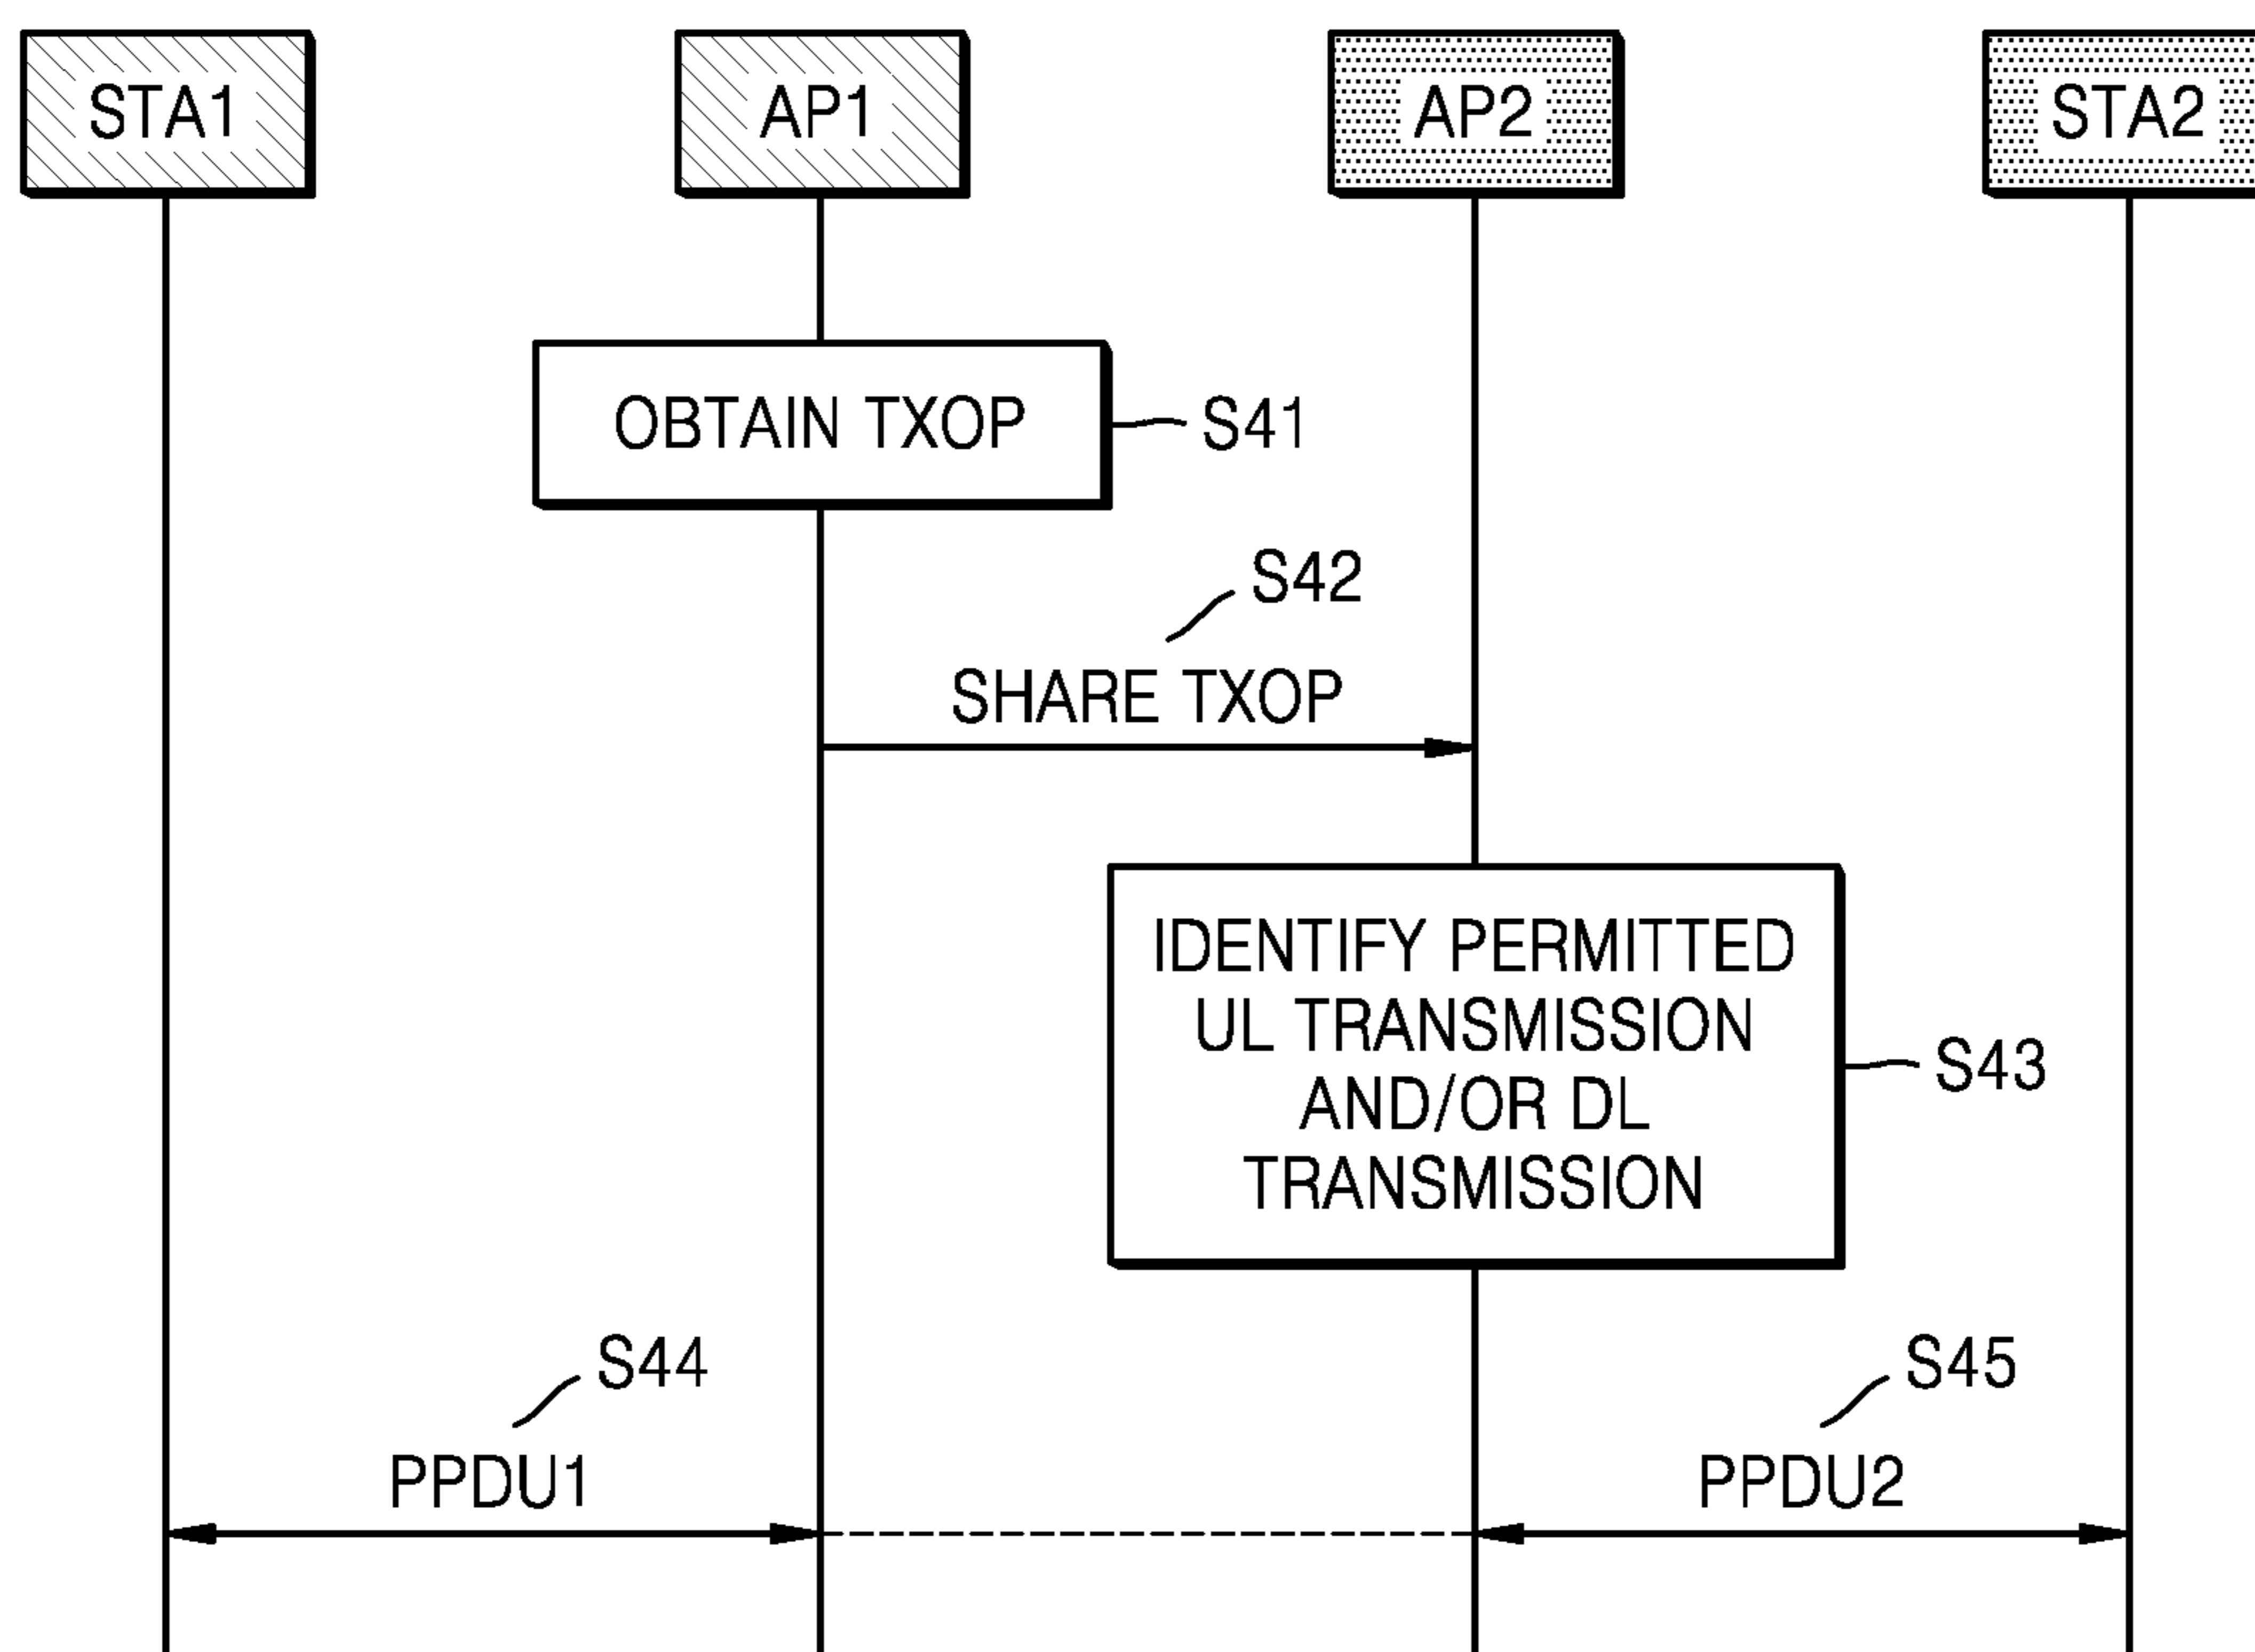 STA1
AP1
AP2
STA2
OBTAIN TXOP
S41
S42
SHARE TXOP
IDENTIFY PERMITTED
UL TRANSMISSION
AND/OR DL
TRANSMISSION
S43
S44
S45
PPDU1
PPDU2